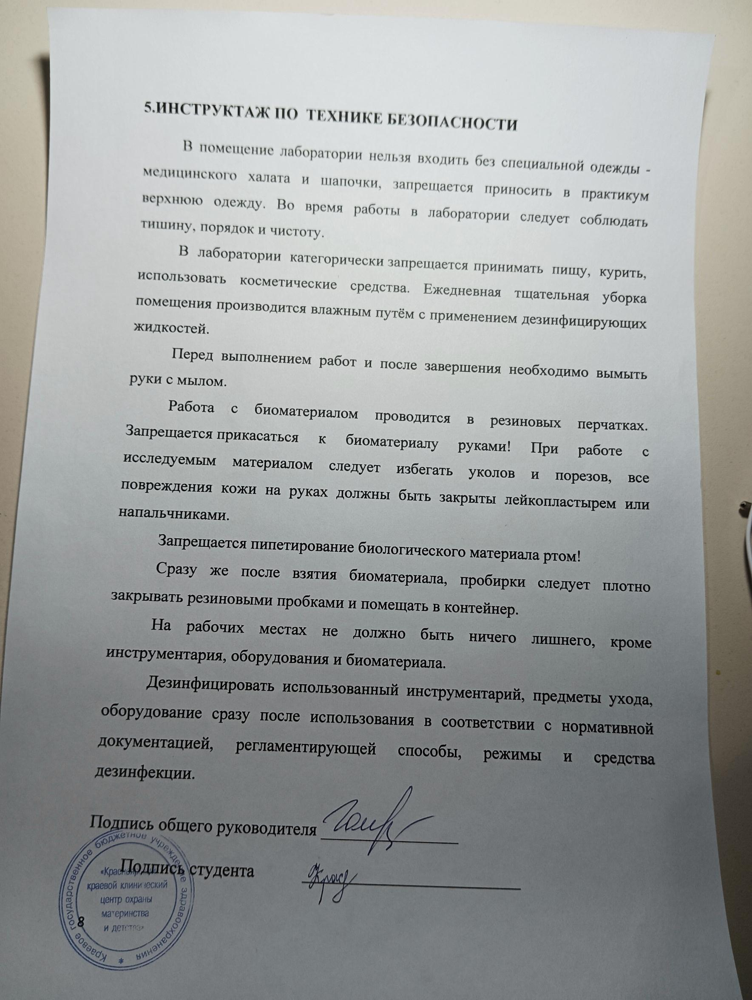 5.ИНСТРУКТАЖ ПО ТЕХНИКЕ БЕЗОПАСНОСТИ
В помещение лаборатории нельзя входить без специальной одежды -
медицинского халата и шапочки, запрещается приносить в практикум
верхнюю одежду. Во время работы в лаборатории следует соблюдать
тишину, порядок и чистоту.
В лаборатории категорически запрещается принимать пищу, курить,
использовать косметические средства. Ежедневная тщательная уборка
помещения производится влажным путём с применением дезинфицирующих
жидкостей.
Перед выполнением работ и после завершения необходимо вымыть
руки с мылом.
Работа с биоматериалом проводится в резиновых перчатках.
Запрещается прикасаться к биоматериалу руками! При работе с
исследуемым материалом следует избегать уколов и порезов, все
повреждения кожи на руках должны быть закрыты лейкопластырем или
напальчниками.
Запрещается пипетирование биологического материала ртом!
Сразу же после взятия биоматериала, пробирки следует плотно
закрывать резиновыми пробками и помещать в контейнер.
На рабочих местах не должно быть ничего лишнего, кроме
инструментария, оборудования и биоматериала.
Дезинфицировать использованный инструментарий, предметы ухода,
оборудование сразу после использования в соответствии с нормативной
документацией, регламентирующей способы, режимы и средства
дезинфекции.
Подпись общего руководителя
Подпись студента
Краевое государственное бюджетное учреждение здравоохранения *
«Красноярский
краевой клинический
центр охраны
материнства
и детства»
8